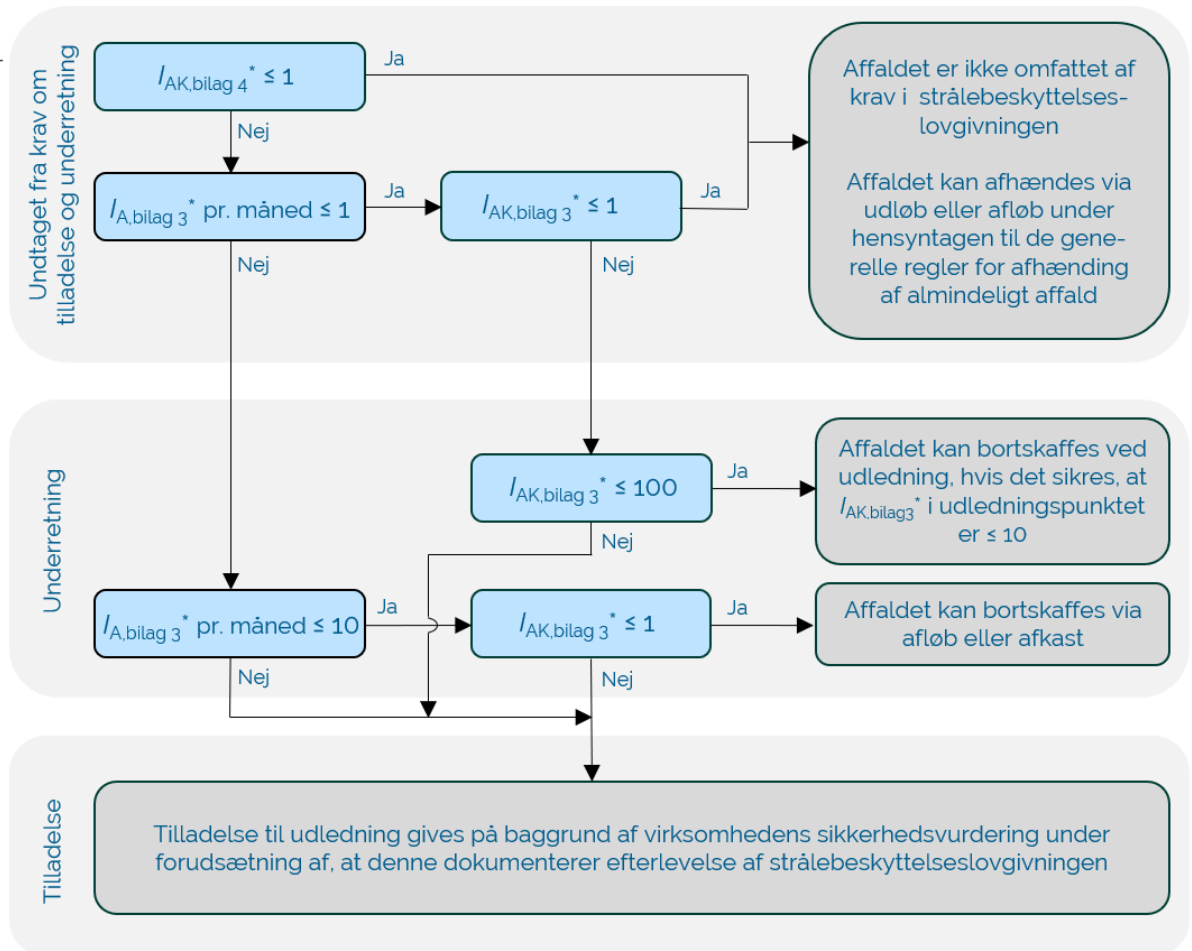 Undtaget fra krav om
tilladelse og underretning
I_AK,bilag 4* ≤ 1
Ja
Nej
I_A,bilag 3* pr. måned ≤ 1
Ja
I_AK,bilag 3* ≤ 1
Ja
Nej
Nej
Affaldet er ikke omfattet af
krav i strålebeskyttelses-
lovgivningen
Affaldet kan afhændes via
udløb eller afløb under
hensyntagen til de gene-
relle regler for afhænding
af almindeligt affald
Underretning
I_AK,bilag 3* ≤ 100
Ja
Nej
Affaldet kan bortskaffes ved
udledning, hvis det sikres, at
I_AK,bilag3* i udledningspunktet
er ≤ 10
I_A,bilag 3* pr. måned ≤ 10
Ja
Nej
I_AK,bilag 3* ≤ 1
Ja
Nej
Affaldet kan bortskaffes via
afløb eller afkast
Tilladelse
Tilladelse til udledning gives på baggrund af virksomhedens sikkerhedsvurdering under
forudsætning af, at denne dokumenterer efterlevelse af strålebeskyttelseslovgivningen